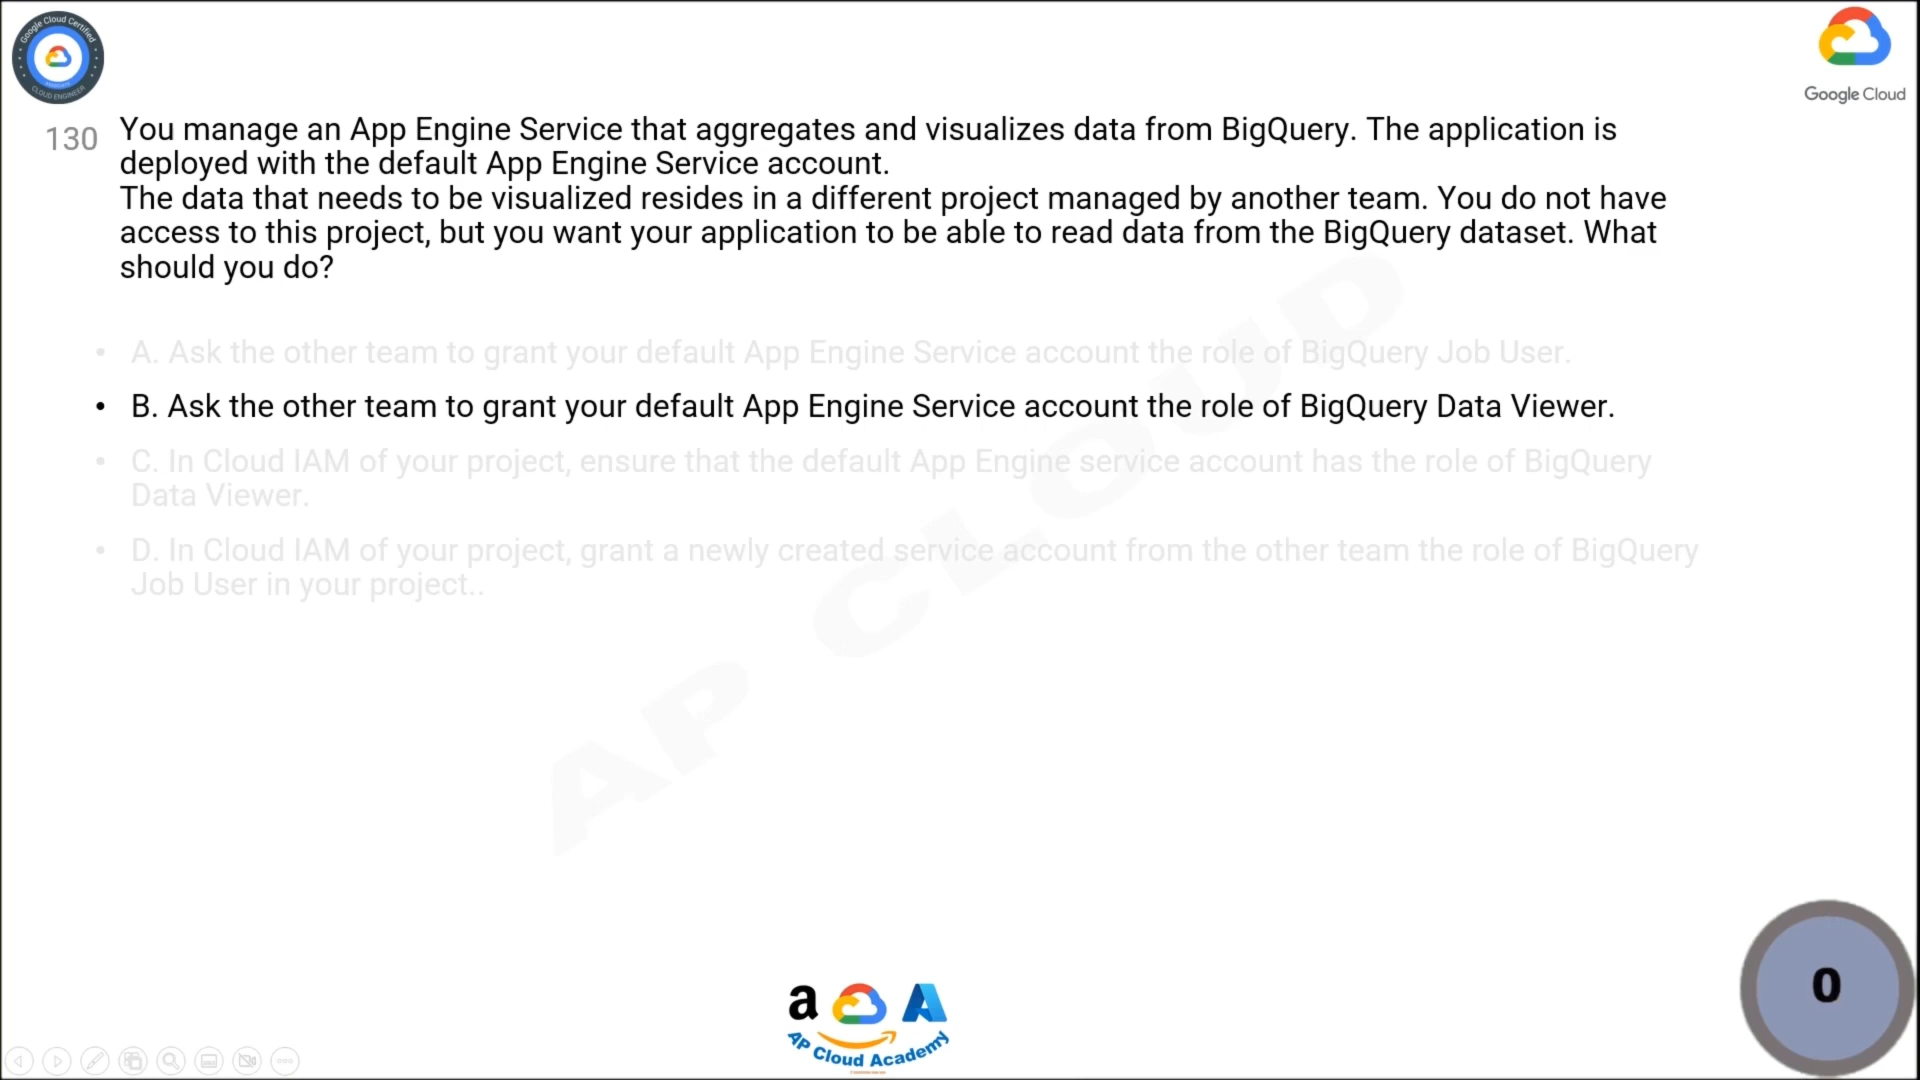 Google Cloud Certified
ASSOCIATE
CLOUD ENGINEER
Google Cloud
130
You manage an App Engine Service that aggregates and visualizes data from BigQuery. The application is
deployed with the default App Engine Service account.
The data that needs to be visualized resides in a different project managed by another team. You do not have
access to this project, but you want your application to be able to read data from the BigQuery dataset. What
should you do?
• A. Ask the other team to grant your default App Engine Service account the role of BigQuery Job User.
• B. Ask the other team to grant your default App Engine Service account the role of BigQuery Data Viewer.
• C. In Cloud IAM of your project, ensure that the default App Engine service account has the role of BigQuery
Data Viewer.
• D. In Cloud IAM of your project, grant a newly created service account from the other team the role of BigQuery
Job User in your project..
AP CLOUD
a
AP Cloud Academy
0